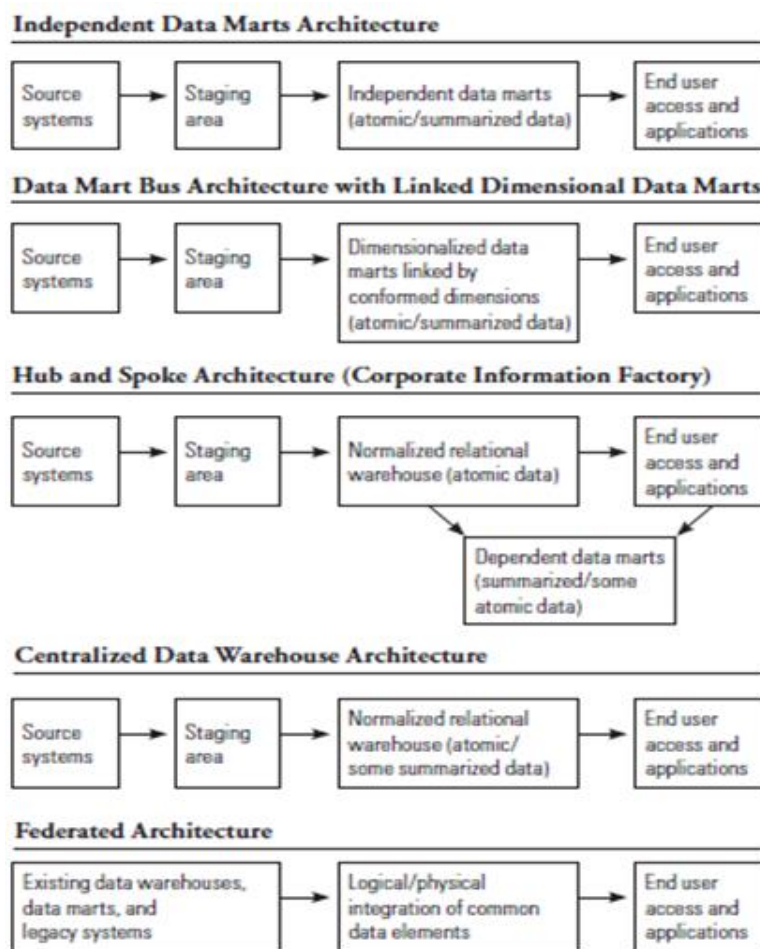 Independent Data Marts Architecture
Source
systems
Staging
area
Independent data marts
(atomic/summarized data)
End user
access and
applications
Data Mart Bus Architecture with Linked Dimensional Data Marts
Source
systems
Staging
area
Dimensionalized data
marts linked by
conformed dimensions
(atomic/summarized data)
End user
access and
applications
Hub and Spoke Architecture (Corporate Information Factory)
Source
systems
Staging
area
Normalized relational
warehouse (atomic data)
End user
access and
applications
Dependent data marts
(summarized/some
atomic data)
Centralized Data Warehouse Architecture
Source
systems
Staging
area
Normalized relational
warehouse (atomic/
some summarized data)
End user
access and
applications
Federated Architecture
Existing data warehouses,
data marts, and
legacy systems
Logical/physical
integration of common
data elements
End user
access and
applications